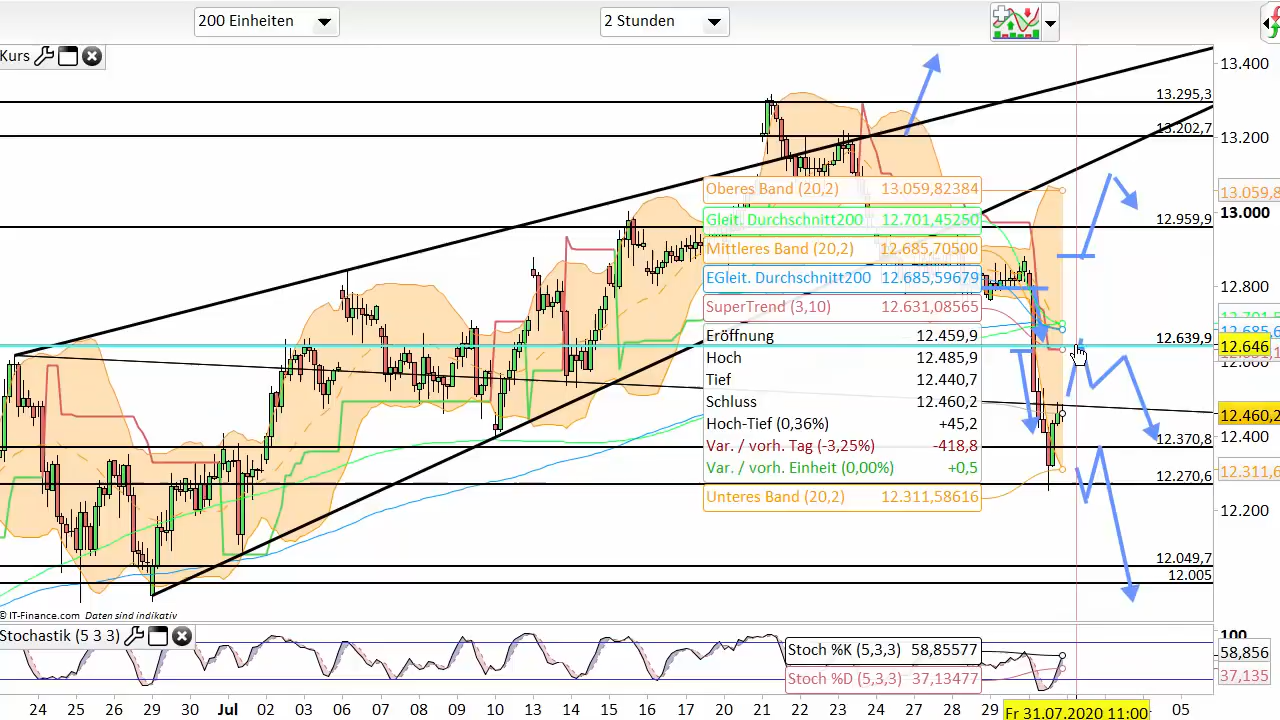 200 Einheiten
2 Stunden
Kurs
13.400
13.295,3
13.202,7
13.200
Oberes Band (20,2) 13.059,82384
13.059,8
Gleit. Durchschnitt200 12.701,45250
12.959,9
13.000
Mittleres Band (20,2) 12.685,70500
EGleit. Durchschnitt200 12.685,59679
12.800
SuperTrend (3,10) 12.631,08565
Eröffnung 12.459,9
12.639,9
12.646
Hoch 12.485,9
Tief 12.440,7
Schluss 12.460,2
12.460,2
Hoch-Tief (0,36%) +45,2
12.400
Var. / vorh. Tag (-3,25%) -418,8
12.370,8
Var. / vorh. Einheit (0,00%) +0,5
12.311,6
12.270,6
Unteres Band (20,2) 12.311,58616
12.200
12.049,7
12.005
© IT-Finance.com Daten sind indikativ
Stochastik (5 3 3)
100
Stoch %K (5,3,3) 58,85577
58,856
Stoch %D (5,3,3) 37,13477
37,135
24 25 26 29 30 Jul 02 03 06 07 08 09 10 13 14 15 16 17 20 21 22 23 24 27 28 29 Fr 31.07.2020 11:00 05